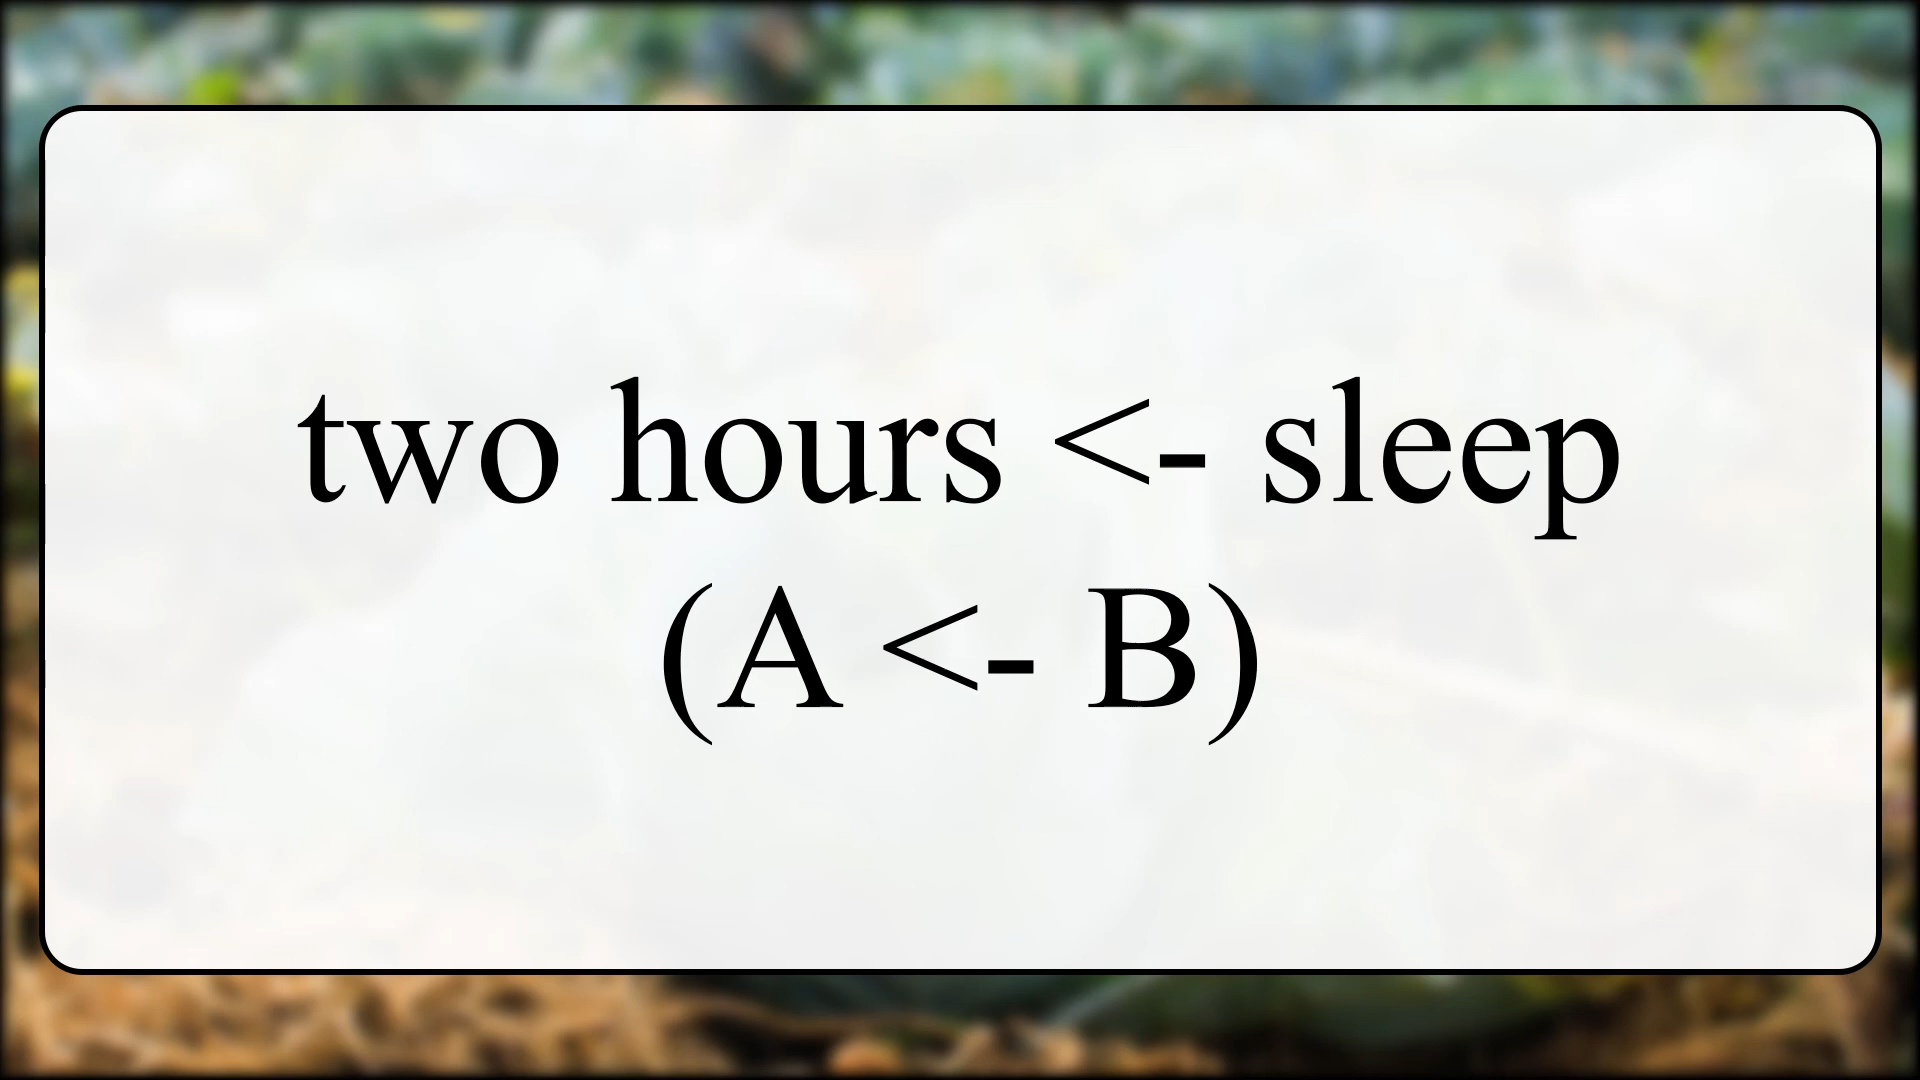 two hours <- sleep
(A <- B)